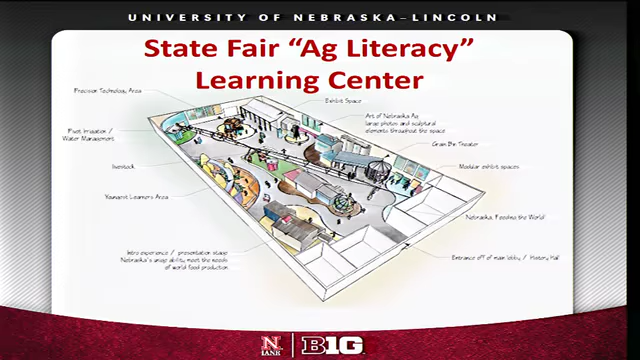 UNIVERSITY OF NEBRASKA–LINCOLN
State Fair “Ag Literacy”
Learning Center
Precision Technology Area
Exhibit Space
Art of Nebraska Ag
large photos and sculptural
elements throughout the space
Pivot Irrigation /
Water Management
Grain Bin Theater
livestock
Modular exhibit spaces
Youngest Learners Area
Nebraska, Feeding the World
Intro experience / presentation stage
Nebraska's unique ability meet the needs
of world food production
Entrance off of main lobby / History Hall
N
IANR
B1G